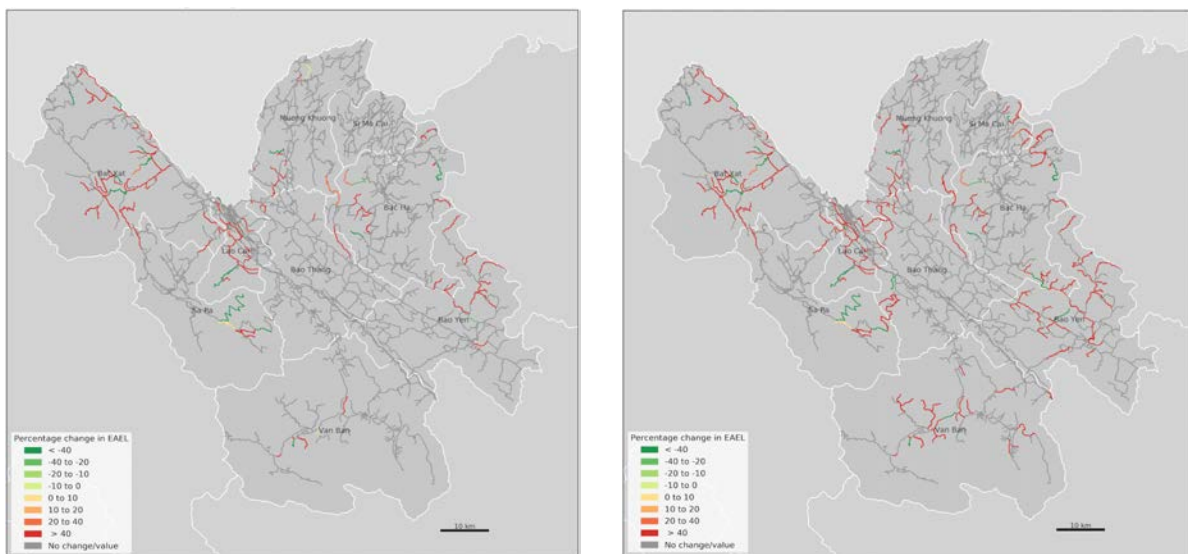 Muong Khuong
Si Ma Cai
Bat Xat
Bac Ha
Lao Cai
Bao Thang
Sa Pa
Bao Yen
Van Ban
Percentage change in EAEL
< -40
-40 to -20
-20 to -10
-10 to 0
0 to 10
10 to 20
20 to 40
> 40
No change/value
10 km
Muong Khuong
Si Ma Cai
Bat Xat
Bac Ha
Lao Cai
Bao Thang
Sa Pa
Bao Yen
Van Ban
Percentage change in EAEL
< -40
-40 to -20
-20 to -10
-10 to 0
0 to 10
10 to 20
20 to 40
> 40
No change/value
10 km